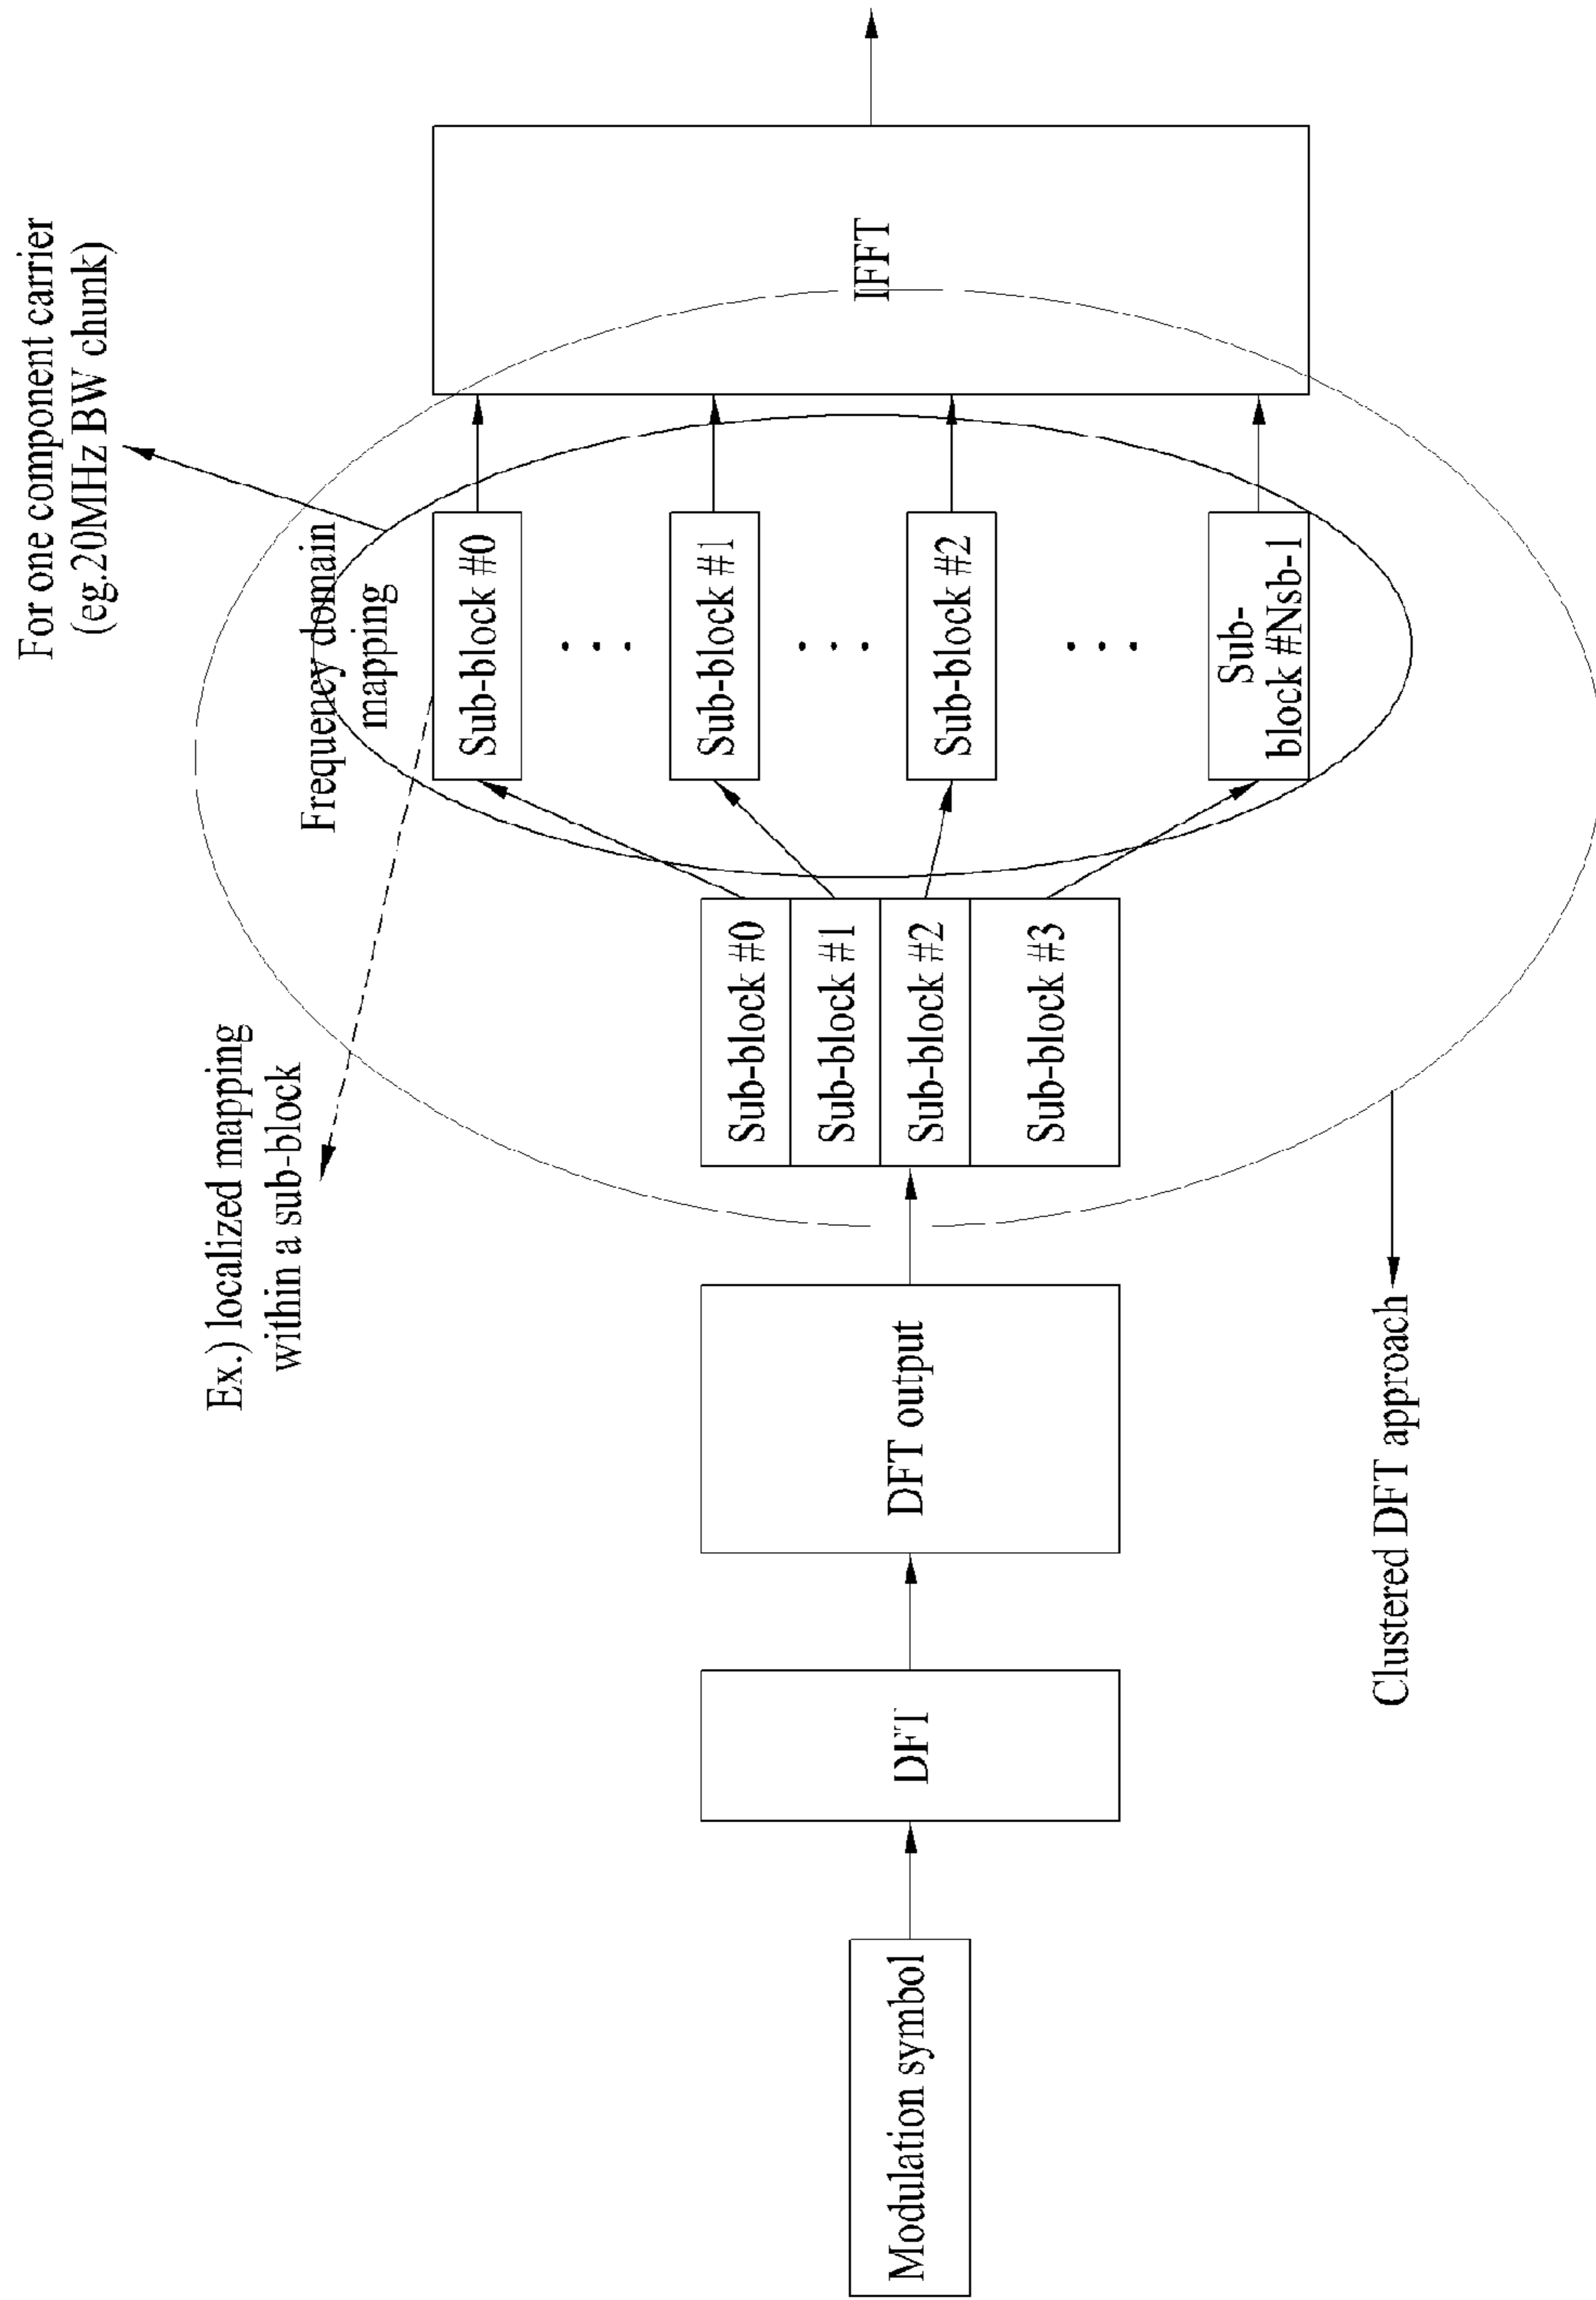 For one component carrier
(eg.20MHz BW chunk)
Ex.) localized mapping
within a sub-block
Frequency domain
mapping
Modulation symbol
DFT
DFT output
Sub-block #0
Sub-block #1
Sub-block #2
Sub-block #3
Sub-block #0
Sub-block #1
Sub-block #2
Sub-
block #Nsb-1
IFFT
Clustered DFT approach